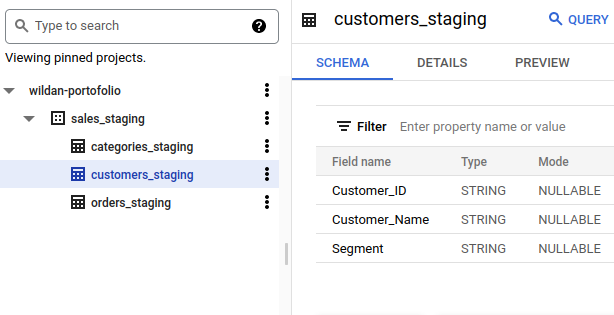 Type to search
?
Viewing pinned projects.
wildan-portofolio
sales_staging
categories_staging
customers_staging
orders_staging
customers_staging
QUERY
SCHEMA DETAILS PREVIEW
Filter Enter property name or value
Field name Type Mode
Customer_ID STRING NULLABLE
Customer_Name STRING NULLABLE
Segment STRING NULLABLE